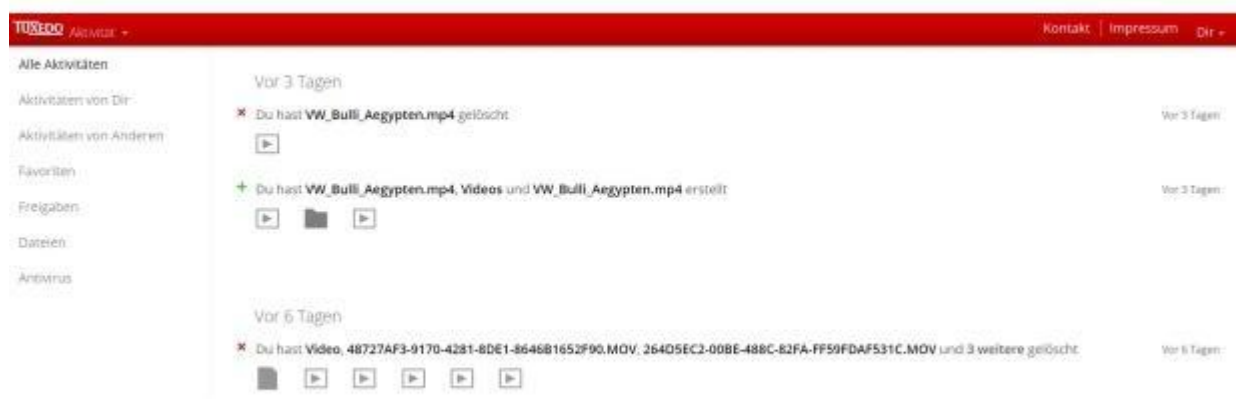 TUXEDO Aktivität
Kontakt | Impressum Dir
Alle Aktivitäten
Aktivitäten von Dir
Aktivitäten von Anderen
Favoriten
Freigaben
Dateien
Antivirus
Vor 3 Tagen
Du hast VW_Bulli_Aegypten.mp4 gelöscht Vor 3 Tagen
Du hast VW_Bulli_Aegypten.mp4, Videos und VW_Bulli_Aegypten.mp4 erstellt Vor 3 Tagen
Vor 6 Tagen
Du hast Video, 48727AF3-9170-4281-8DE1-8646B1652F90.MOV, 264D5EC2-00BE-488C-82FA-FF59FDAF531C.MOV und 3 weitere gelöscht Vor 6 Tagen